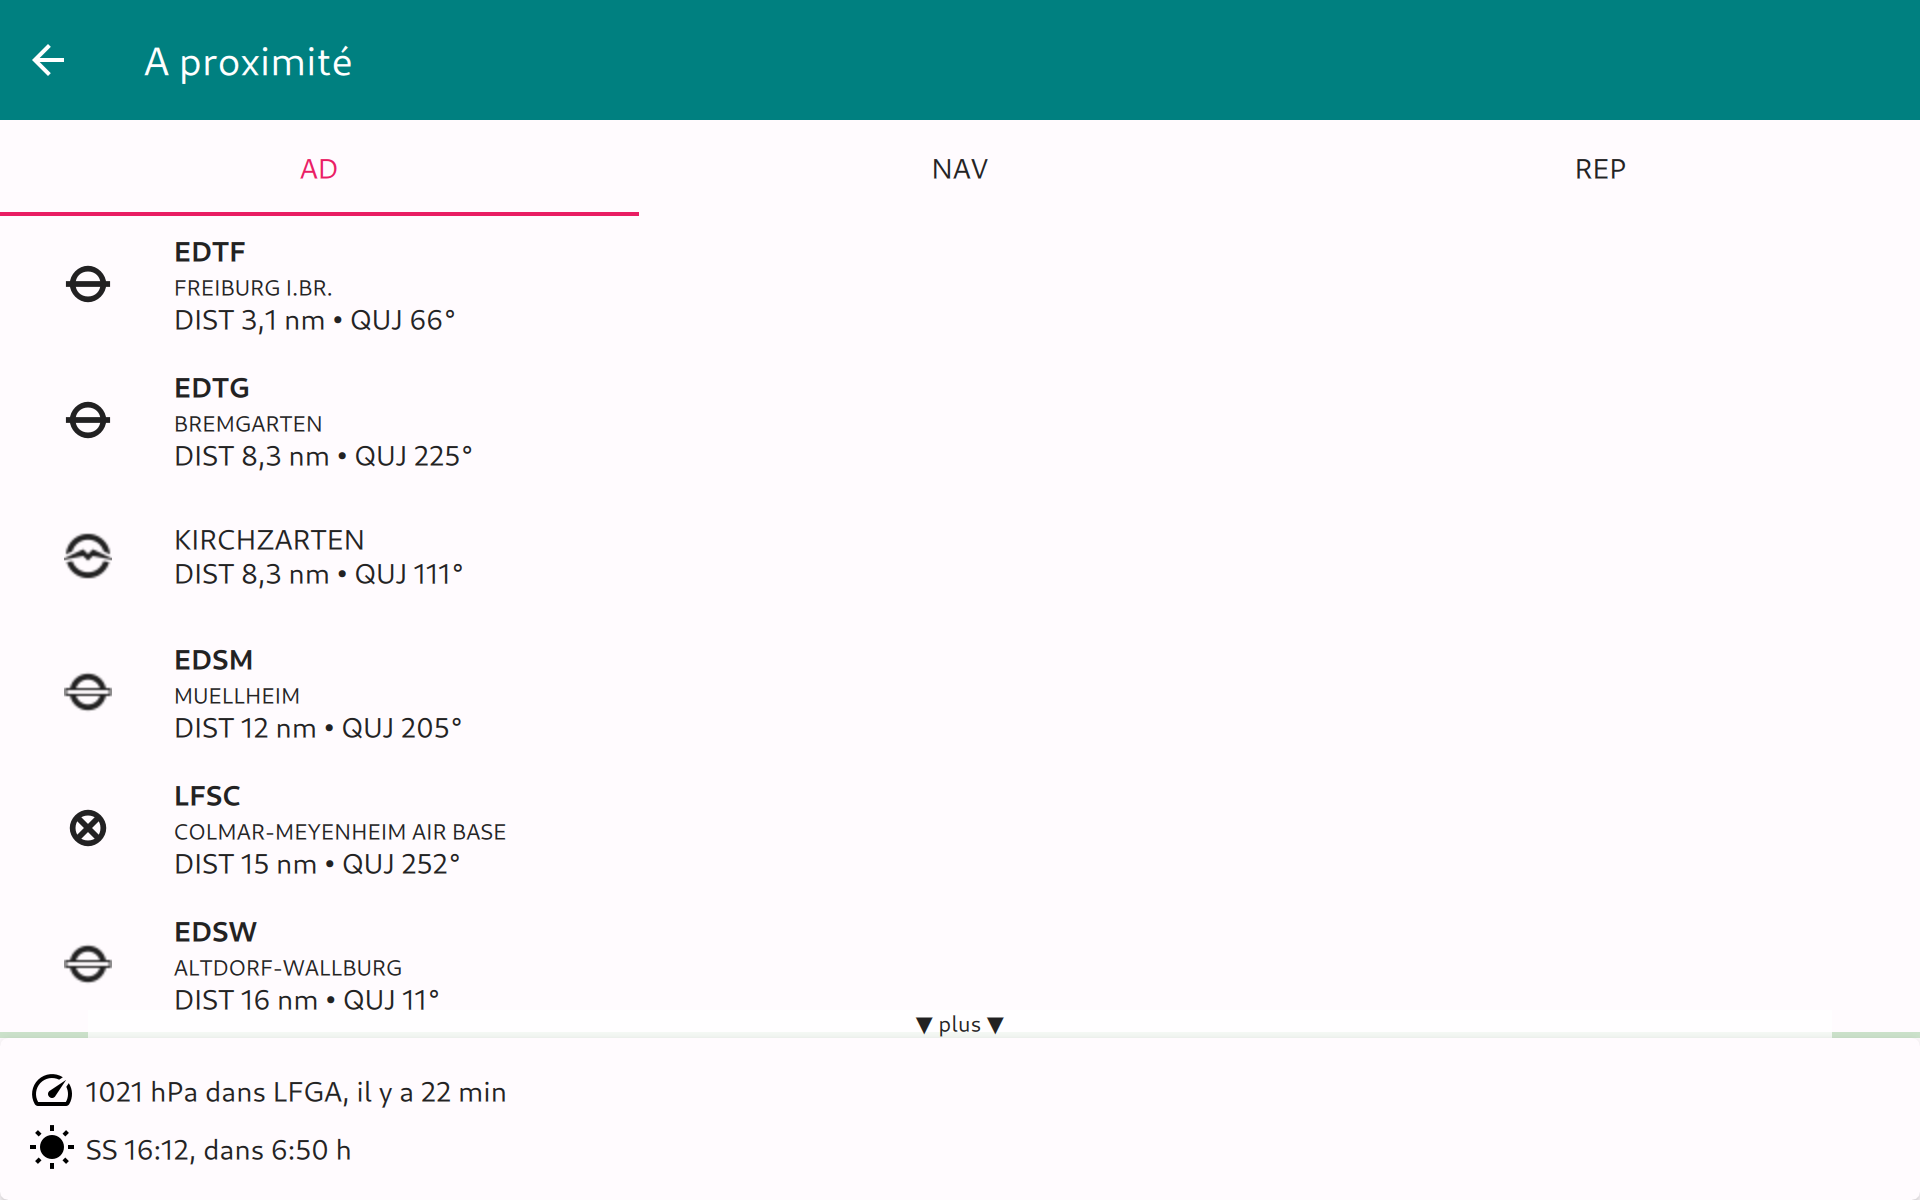 A proximité
AD NAV REP
EDTF
FREIBURG I.BR.
DIST 3,1 nm • QUJ 66°
EDTG
BREMGARTEN
DIST 8,3 nm • QUJ 225°
KIRCHZARTEN
DIST 8,3 nm • QUJ 111°
EDSM
MUELLHEIM
DIST 12 nm • QUJ 205°
LFSC
COLMAR-MEYENHEIM AIR BASE
DIST 15 nm • QUJ 252°
EDSW
ALTDORF-WALLBURG
DIST 16 nm • QUJ 11°
▼ plus ▼
1021 hPa dans LFGA, il y a 22 min
SS 16:12, dans 6:50 h